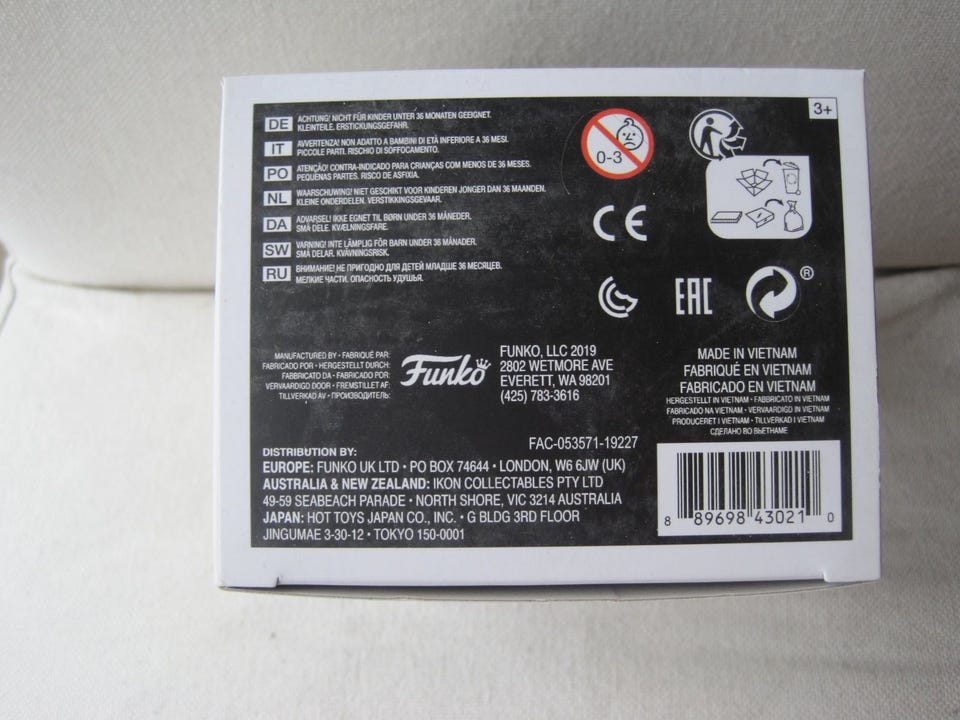 3+
DE ACHTUNG! NICHT FÜR KINDER UNTER 36 MONATEN GEEIGNET.
KLEINTEILE. ERSTICKUNGSGEFAHR.
IT AVVERTENZA! NON ADATTO A BAMBINI DI ETÀ INFERIORE A 36 MESI.
PICCOLE PARTI. RISCHIO DI SOFFOCAMENTO.
PO ATENÇÃO! CONTRA-INDICADO PARA CRIANÇAS COM MENOS DE 36 MESES.
PEQUENAS PARTES. RISCO DE ASFIXIA.
NL WAARSCHUWING! NIET GESCHIKT VOOR KINDEREN JONGER DAN 36 MAANDEN.
KLEINE ONDERDELEN. VERSTIKKINGSGEVAAR.
DA ADVARSEL! IKKE EGNET TIL BØRN UNDER 36 MÅNEDER.
SMÅ DELE. KVÆLNINGSFARE.
SW VARNING! INTE LÄMPLIG FÖR BARN UNDER 36 MÅNADER.
SMÅ DELAR. KVÄVNINGSRISK.
RU ВНИМАНИЕ! НЕ ПРИГОДНО ДЛЯ ДЕТЕЙ МЛАДШЕ 36 МЕСЯЦЕВ.
МЕЛКИЕ ЧАСТИ. ОПАСНОСТЬ УДУШЬЯ.
0-3
CE
EAC
®
MANUFACTURED BY • FABRIQUÉ PAR:
FABRICADO POR • HERGESTELLT DURCH:
FABBRICATO DA • FABRICADO POR:
VERVAARDIGD DOOR • FREMSTILLET AF:
TILLVERKAD AV • ПРОИЗВОДИТЕЛЬ:
Funko
FUNKO, LLC 2019
2802 WETMORE AVE
EVERETT, WA 98201
(425) 783-3616
MADE IN VIETNAM
FABRIQUÉ EN VIETNAM
FABRICADO EN VIETNAM
HERGESTELLT IN VIETNAM • FABBRICATO IN VIETNAM
FABRICADO NA VIETNAM • VERVAARDIGD IN VIETNAM
PRODUCERET I VIETNAM • TILLVERKAD I VIETNAM
СДЕЛАНО ВО ВЬЕТНАМЕ
FAC-053571-19227
DISTRIBUTION BY:
EUROPE: FUNKO UK LTD • PO BOX 74644 • LONDON, W6 6JW (UK)
AUSTRALIA & NEW ZEALAND: IKON COLLECTABLES PTY LTD
49-59 SEABEACH PARADE • NORTH SHORE, VIC 3214 AUSTRALIA
JAPAN: HOT TOYS JAPAN CO., INC. • G BLDG 3RD FLOOR
JINGUMAE 3-30-12 • TOKYO 150-0001
8 89698 43021 0